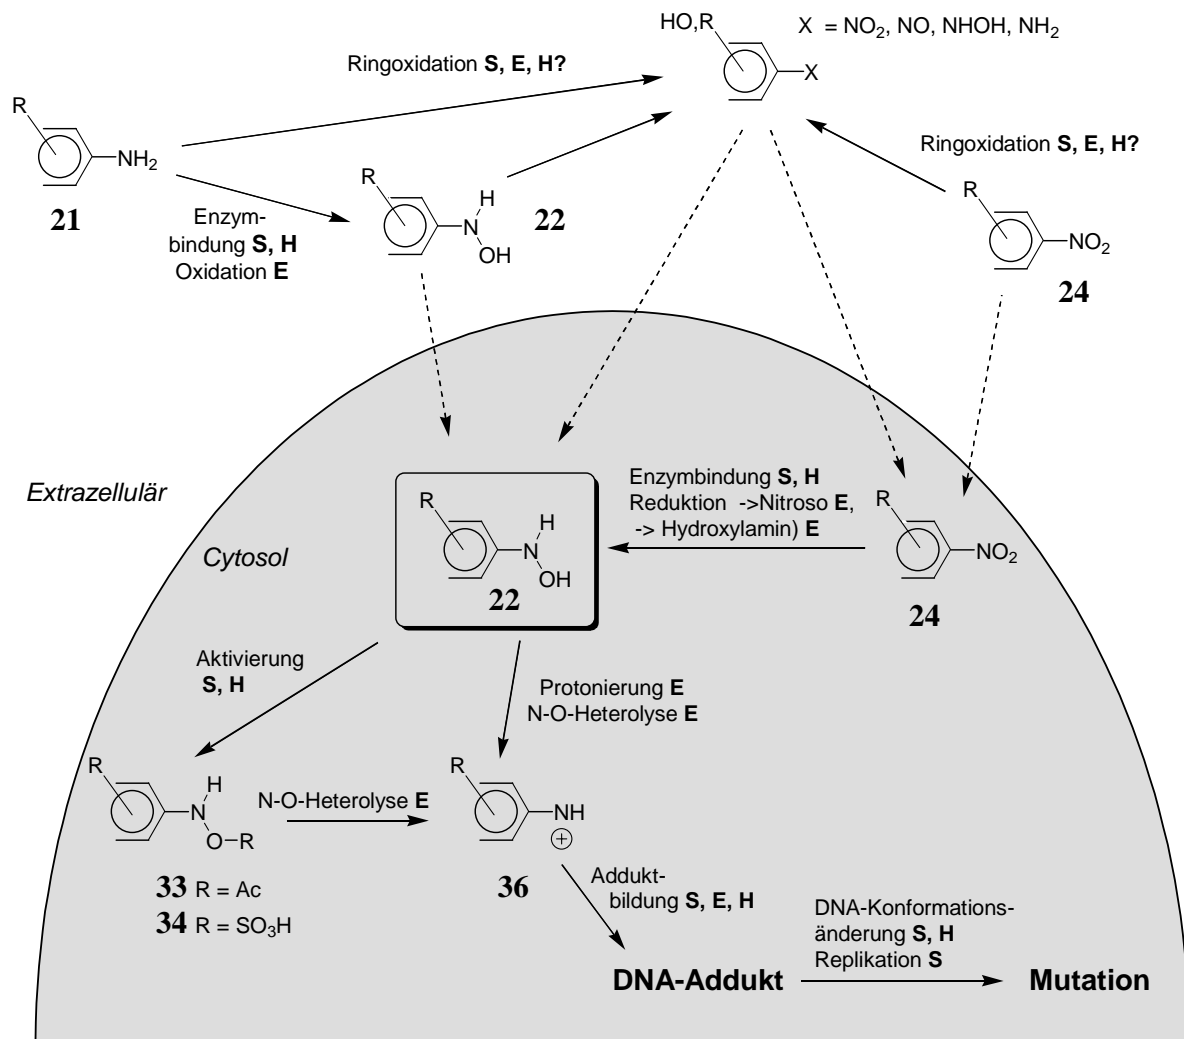 HO,R
X = NO2, NO, NHOH, NH2
X
Ringoxidation S, E, H?
R
NH2
21
Enzym-
bindung S, H
Oxidation E
R
H
N
OH
22
Ringoxidation S, E, H?
R
NO2
24
Extrazellulär
Cytosol
R
H
N
OH
22
Enzymbindung S, H
Reduktion ->Nitroso E,
-> Hydroxylamin) E
R
NO2
24
Aktivierung
S, H
Protonierung E
N-O-Heterolyse E
R
H
N
O–R
33 R = Ac
34 R = SO3H
N-O-Heterolyse E
R
NH
+
36
Addukt-
bildung S, E, H
DNA-Addukt
DNA-Konformations-
änderung S, H
Replikation S
Mutation